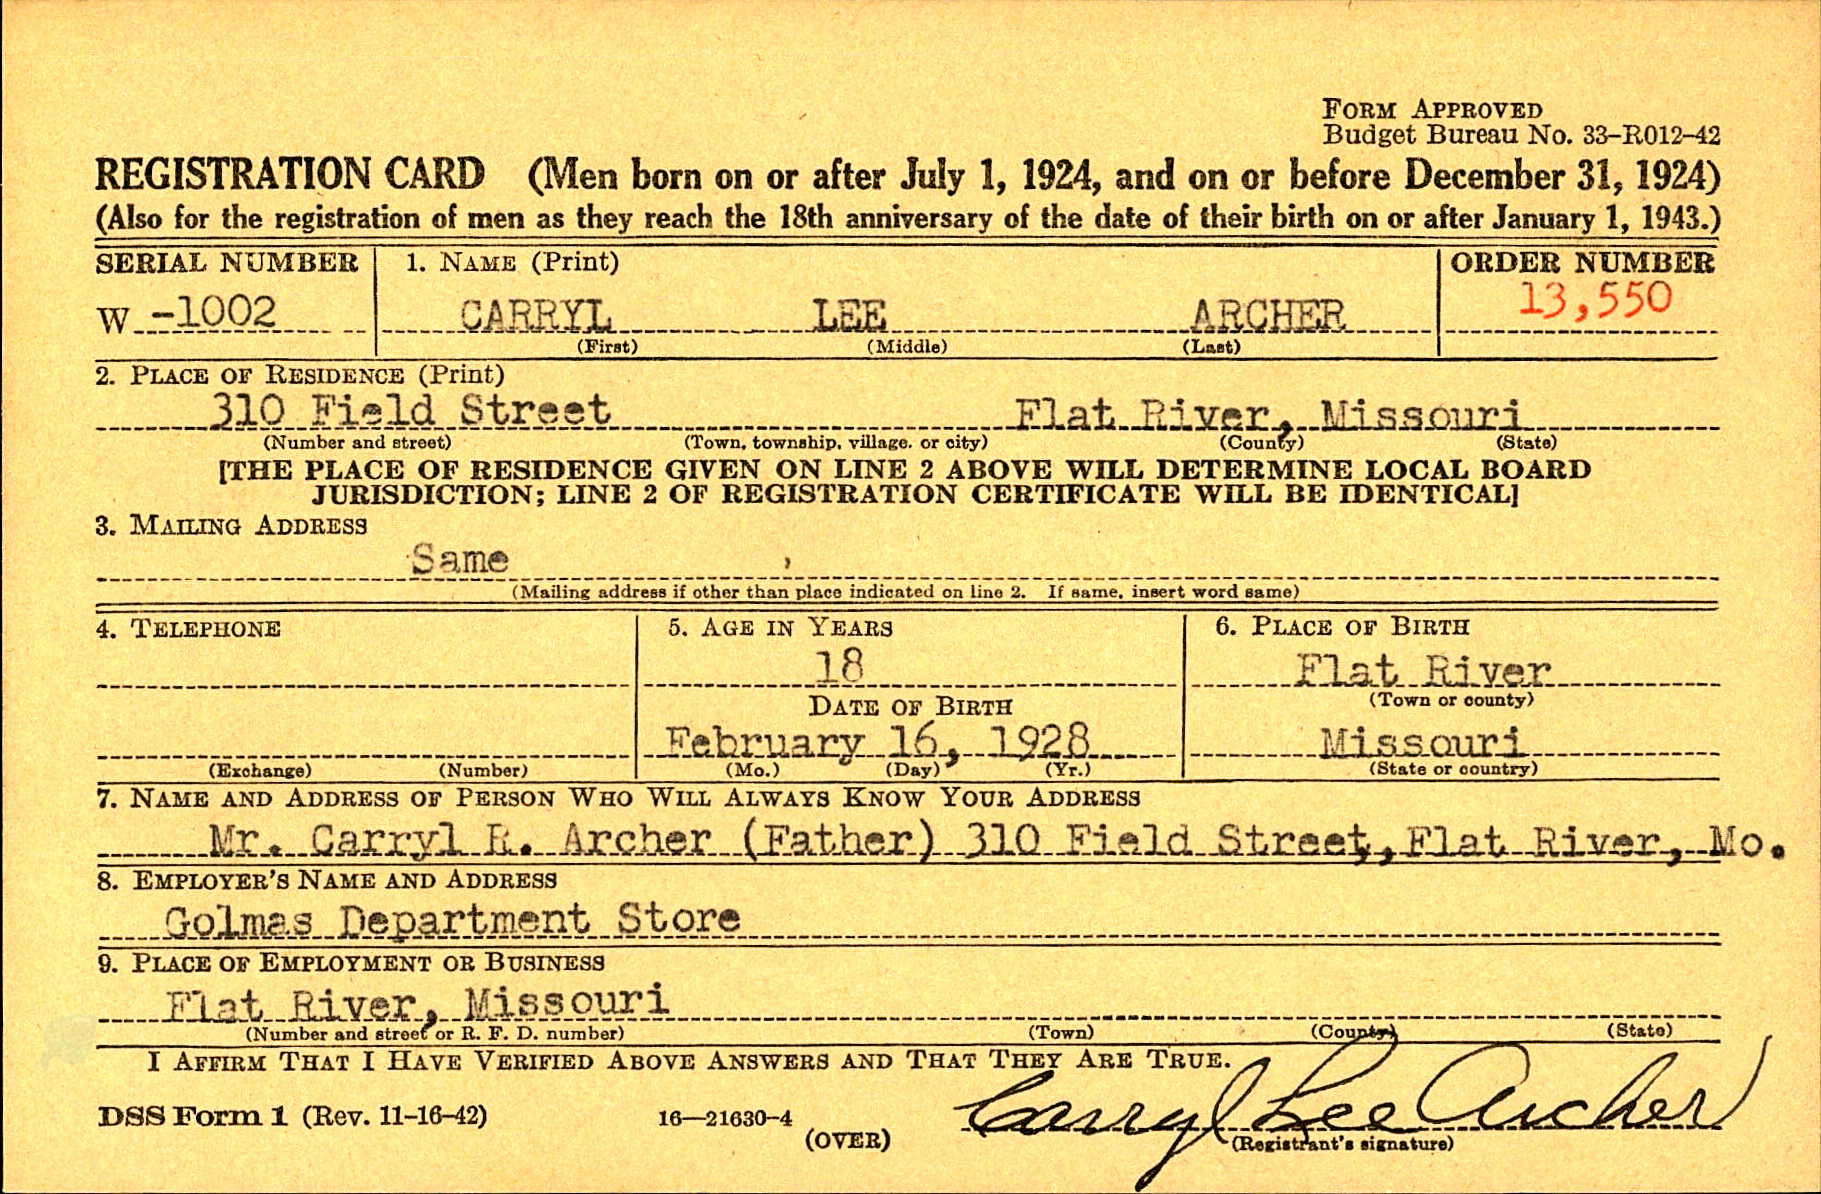 FORM APPROVED
Budget Bureau No. 33–R012–42
REGISTRATION CARD (Men born on or after July 1, 1924, and on or before December 31, 1924)
(Also for the registration of men as they reach the 18th anniversary of the date of their birth on or after January 1, 1943.)
SERIAL NUMBER 1. NAME (Print) ORDER NUMBER
W -1002 CARRYL LEE ARCHER 13,550
(First) (Middle) (Last)
2. PLACE OF RESIDENCE (Print)
310 Field Street Flat River, Missouri
(Number and street) (Town, township, village, or city) (County) (State)
[THE PLACE OF RESIDENCE GIVEN ON LINE 2 ABOVE WILL DETERMINE LOCAL BOARD
JURISDICTION; LINE 2 OF REGISTRATION CERTIFICATE WILL BE IDENTICAL]
3. MAILING ADDRESS
Same
(Mailing address if other than place indicated on line 2. If same, insert word same)
4. TELEPHONE 5. AGE IN YEARS 6. PLACE OF BIRTH
18 Flat River
DATE OF BIRTH (Town or county)
February 16, 1928 Missouri
(Exchange) (Number) (Mo.) (Day) (Yr.) (State or country)
7. NAME AND ADDRESS OF PERSON WHO WILL ALWAYS KNOW YOUR ADDRESS
Mr. Carryl R. Archer (Father) 310 Field Street, Flat River, Mo.
8. EMPLOYER'S NAME AND ADDRESS
Golmas Department Store
9. PLACE OF EMPLOYMENT OR BUSINESS
Flat River, Missouri
(Number and street or R. F. D. number) (Town) (County) (State)
I AFFIRM THAT I HAVE VERIFIED ABOVE ANSWERS AND THAT THEY ARE TRUE.
DSS Form 1 (Rev. 11-16-42) 16—21630-4 Carryl Lee Archer
(OVER) (Registrant's signature)